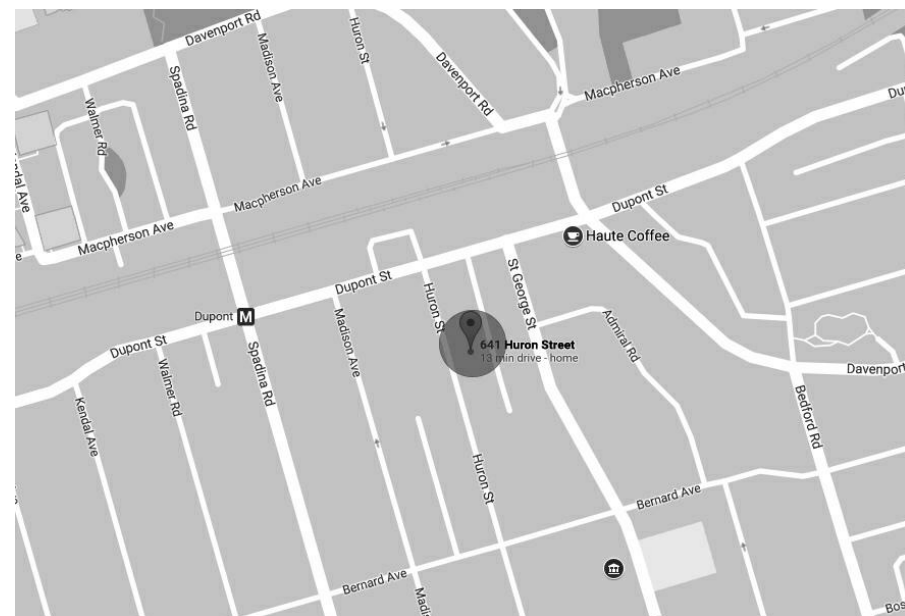 Davenport Rd
Madison Ave
Huron St
Spadina Rd
Davenport Rd
Macpherson Ave
Walmer Rd
Kendal Ave
Macpherson Ave
Macpherson Ave
Dupont St
Haute Coffee
Dupont
M
Dupont St
Dupont St
Huron St
St George St
Madison Ave
Admiral Rd
641 Huron Street
13 min drive - home
Spadina Rd
Walmer Rd
Kendal Ave
Davenport
Bedford Rd
Huron St
Bernard Ave
Bernard Ave